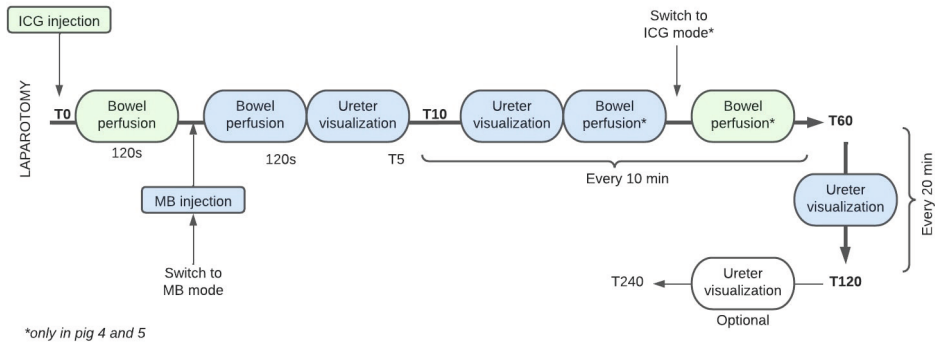 ICG injection
Switch to
ICG mode*
LAPAROTOMY
T0
Bowel
perfusion
120s
Bowel
perfusion
120s
Ureter
visualization
T5
T10
Ureter
visualization
Bowel
perfusion*
Bowel
perfusion*
T60
Every 10 min
MB injection
Switch to
MB mode
Ureter
visualization
Every 20 min
T120
Ureter
visualization
Optional
T240
*only in pig 4 and 5